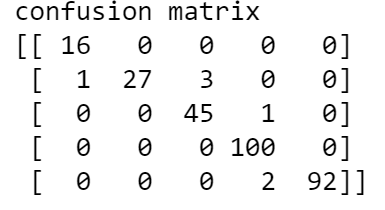 confusion matrix
[[ 16 0 0 0 0]
[ 1 27 3 0 0]
[ 0 0 45 1 0]
[ 0 0 0 100 0]
[ 0 0 0 2 92]]